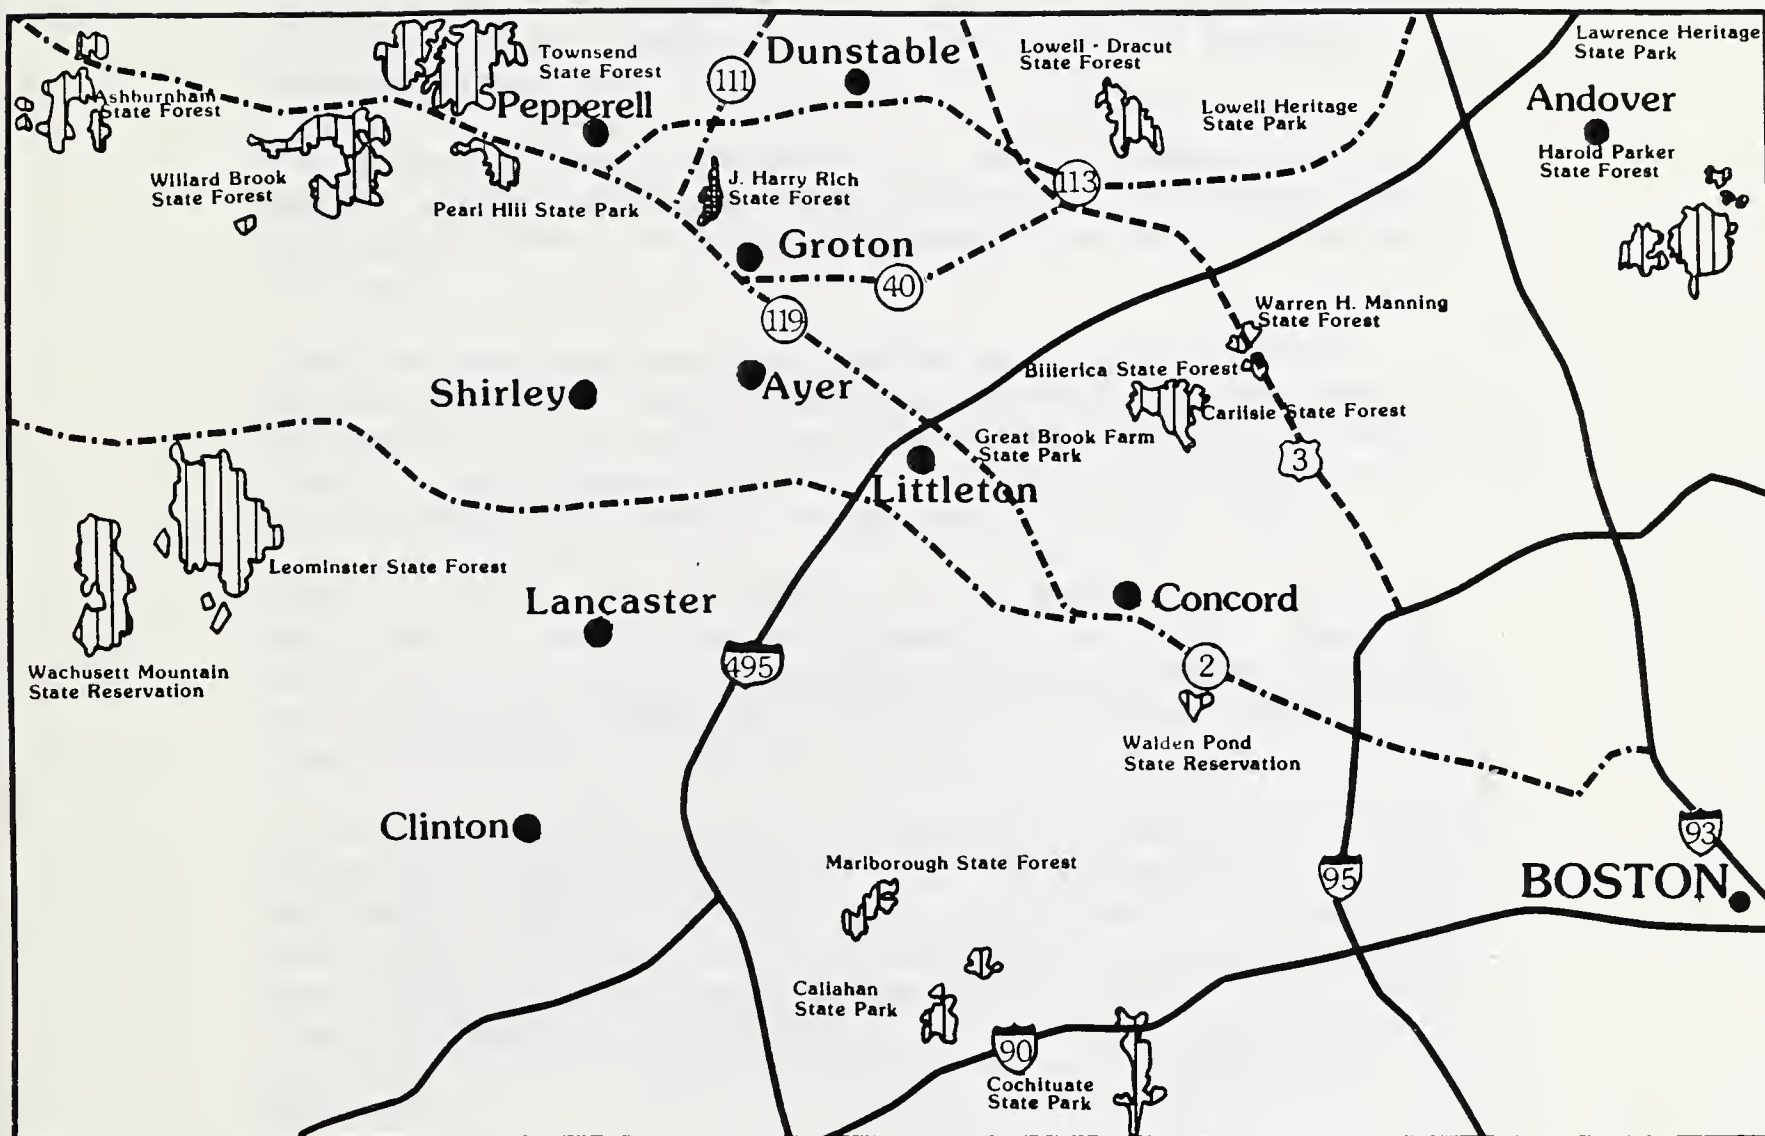 Townsend
State Forest
111
Dunstable
Lowell - Dracut
State Forest
Lawrence Heritage
State Park
Ashburnham
State Forest
Pepperell
Lowell Heritage
State Park
Andover
Harold Parker
State Forest
Willard Brook
State Forest
Pearl Hill State Park
J. Harry Rich
State Forest
113
Groton
40
119
Warren H. Manning
State Forest
Shirley
Ayer
Billerica State Forest
Carlisle State Forest
Great Brook Farm
State Park
3
Littleton
Leominster State Forest
Lancaster
Concord
495
2
Wachusett Mountain
State Reservation
Walden Pond
State Reservation
Clinton
93
Marlborough State Forest
95
BOSTON
Callahan
State Park
90
Cochituate
State Park